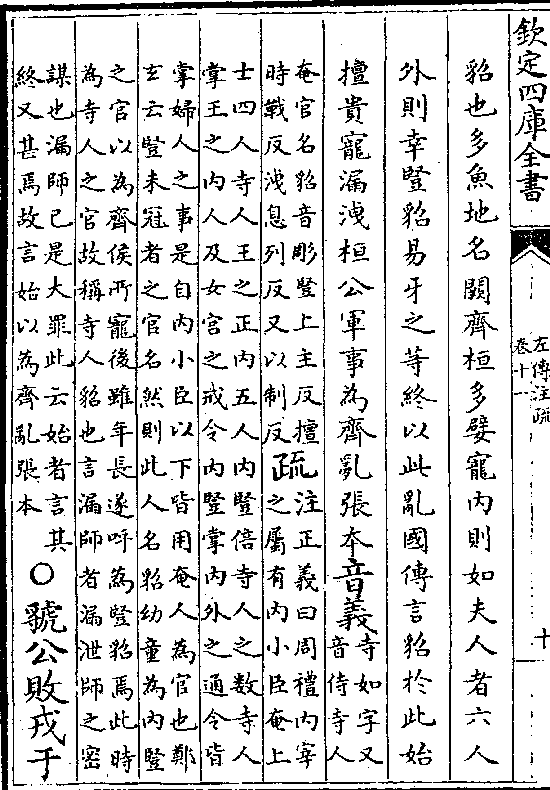 欽定四庫全書
左傳注疏
卷十一
十
貂也多魚地名闕齊桓多嬖寵內則如夫人者六人
外則幸豎貂易牙之等終以此亂國傳言貂於此始
擅貴寵漏洩桓公軍事為齊亂張本音義
寺如字又
音侍寺人
奄官名貂音彫豎上主反擅
時戰反洩息列反又以制反
疏
注正義曰周禮內宰
之屬有內小臣奄上
士四人寺人王之正內五人內豎倍寺人之數寺人
掌王之內人及女宮之戒令內豎掌內外之通令皆
掌婦人之事是自內小臣以下皆用奄人為官也鄭
玄云豎未冠者之官名然則此人名貂幼童為內豎
之官以為齊侯所寵後雖年長遂呼為豎貂焉此時
為寺人之官故稱寺人貂也言漏師者漏泄師之密
謀也漏師已是大罪此云始者言其
終又甚焉故言始以為齊亂張本
○虢公敗戎于